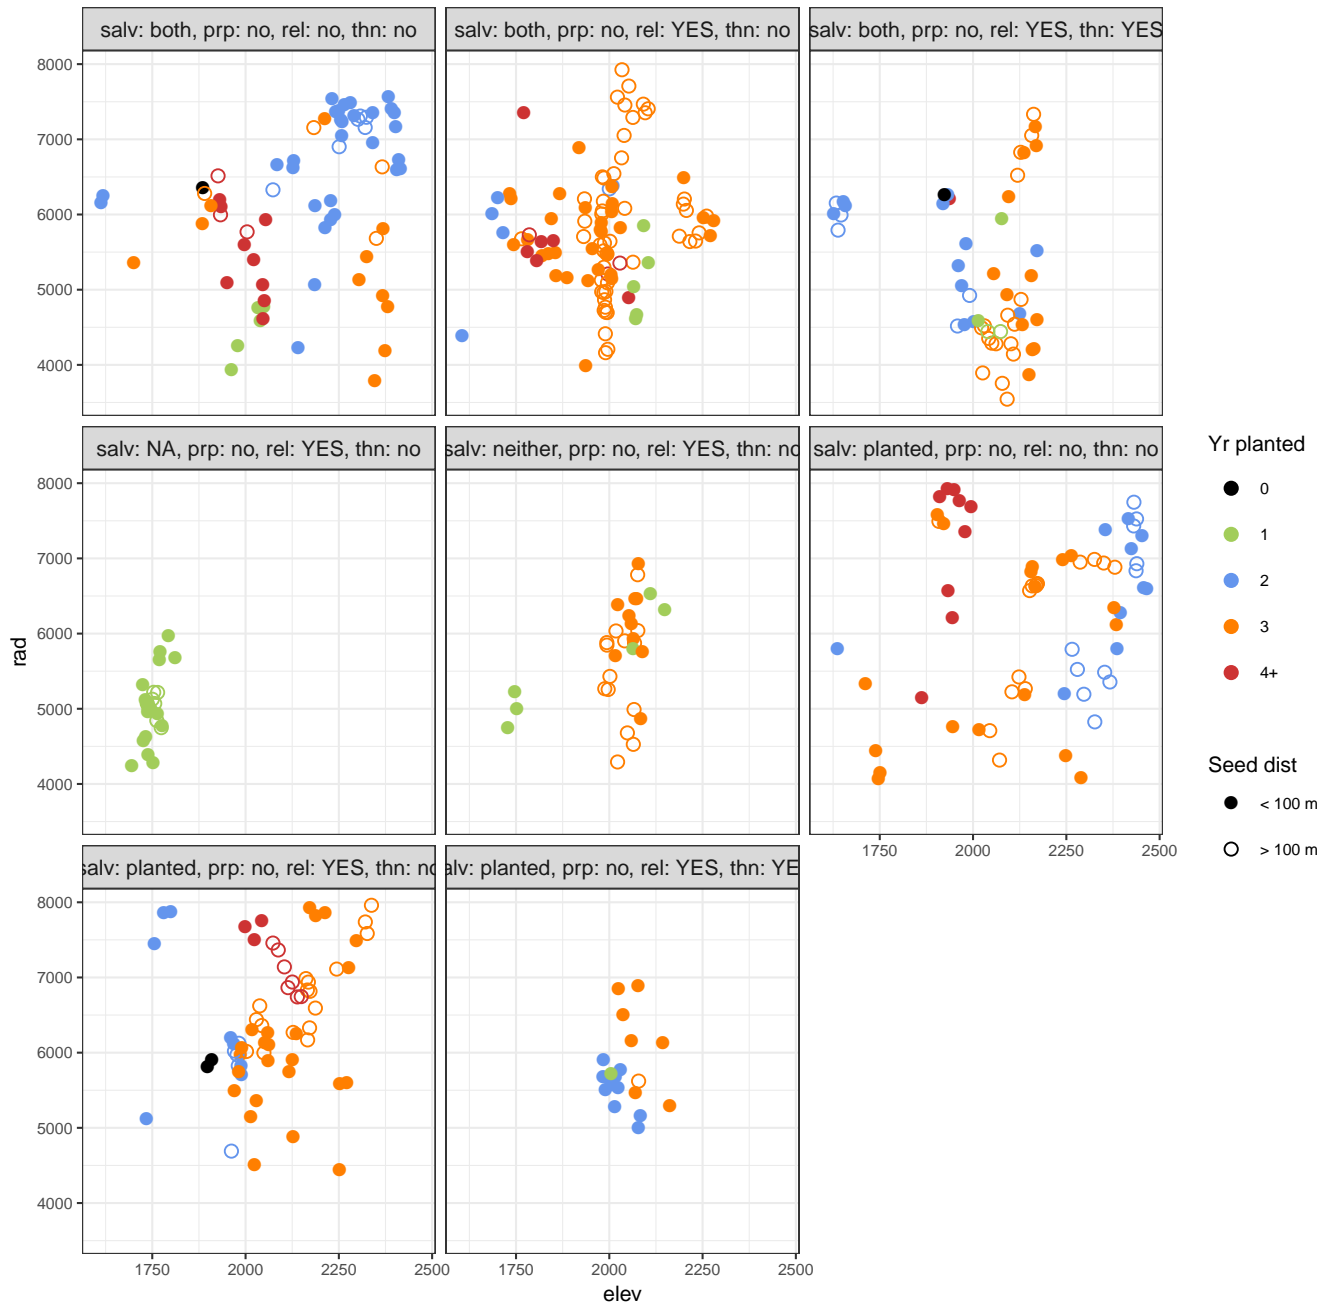 salv: both, prp: no, rel: no, thn: no
salv: both, prp: no, rel: YES, thn: no
salv: both, prp: no, rel: YES, thn: YES
8000
7000
6000
5000
4000
salv: NA, prp: no, rel: YES, thn: no
salv: neither, prp: no, rel: YES, thn: no
salv: planted, prp: no, rel: no, thn: no
8000
7000
6000
5000
4000
rad
1750 2000 2250 2500
salv: planted, prp: no, rel: YES, thn: no
alv: planted, prp: no, rel: YES, thn: YE
8000
7000
6000
5000
4000
1750 2000 2250 2500
1750 2000 2250 2500
elev
Yr planted
0
1
2
3
4+
Seed dist
< 100 m
> 100 m